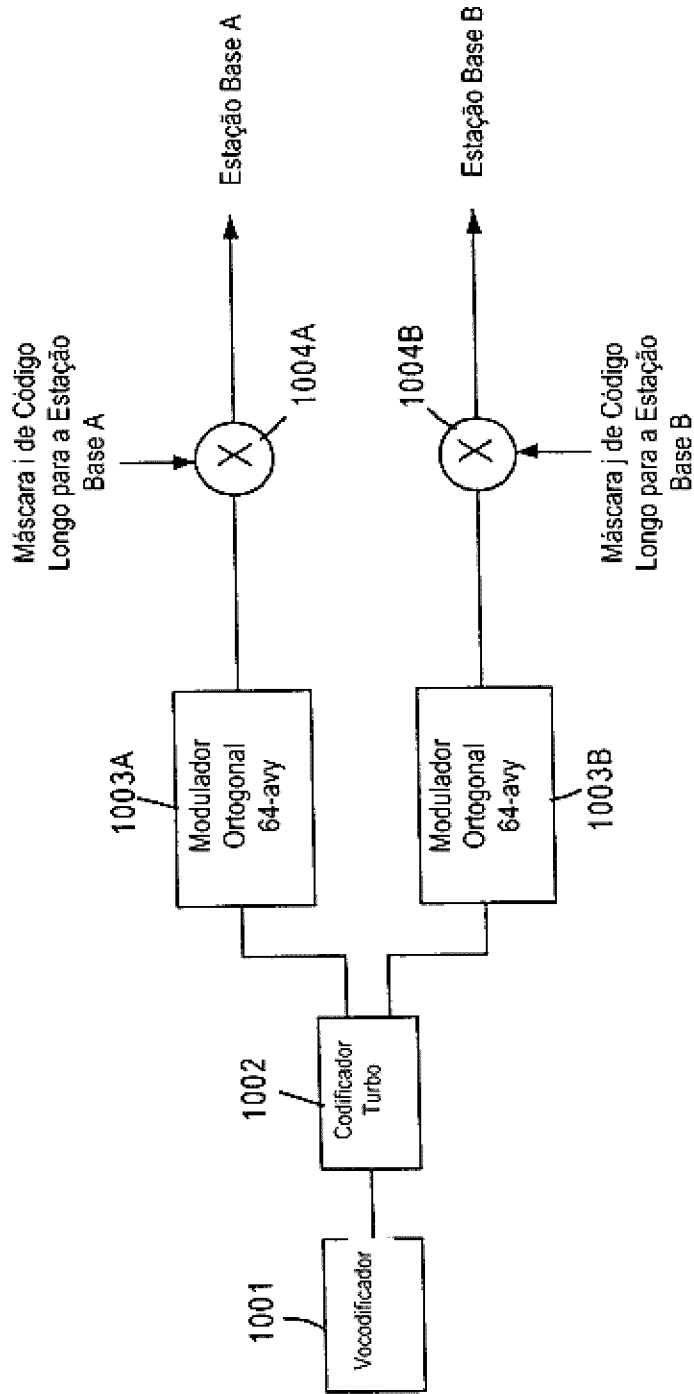 1001
Vocodificador
1002
Codificador
Turbo
1003A
Modulador
Ortogonal
64-avy
Máscara i de Código
Longo para a Estação
Base A
X
1004A
Estação Base A
Modulador
Ortogonal
64-avy
1003B
1004B
X
Máscara j de Código
Longo para a Estação
Base B
Estação Base B